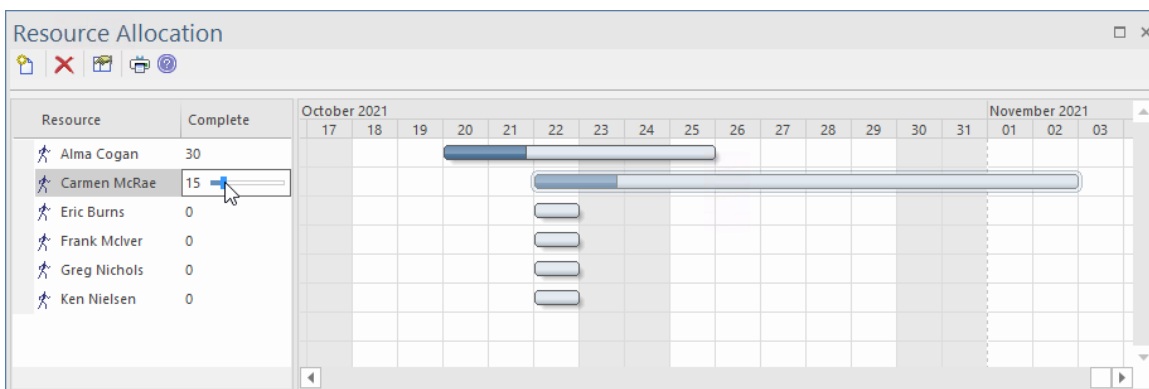 Resource Allocation
Resource Complete
October 2021 November 2021
17 18 19 20 21 22 23 24 25 26 27 28 29 30 31 01 02 03
Alma Cogan 30
Carmen McRae 15
Eric Burns 0
Frank McIver 0
Greg Nichols 0
Ken Nielsen 0